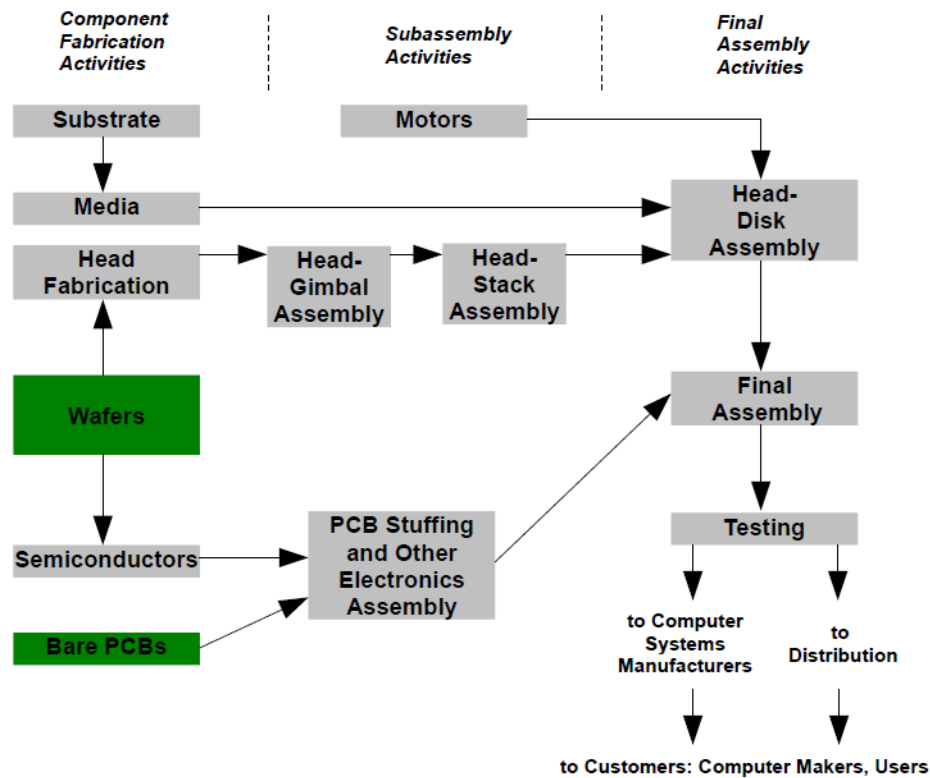 Component
Fabrication
Activities
Subassembly
Activities
Final
Assembly
Activities
Substrate
Motors
Media
Head-
Disk
Assembly
Head
Fabrication
Head-
Gimbal
Assembly
Head-
Stack
Assembly
Wafers
Final
Assembly
Semiconductors
PCB Stuffing
and Other
Electronics
Assembly
Testing
Bare PCBs
to Computer
Systems
Manufacturers
to
Distribution
to Customers: Computer Makers, Users